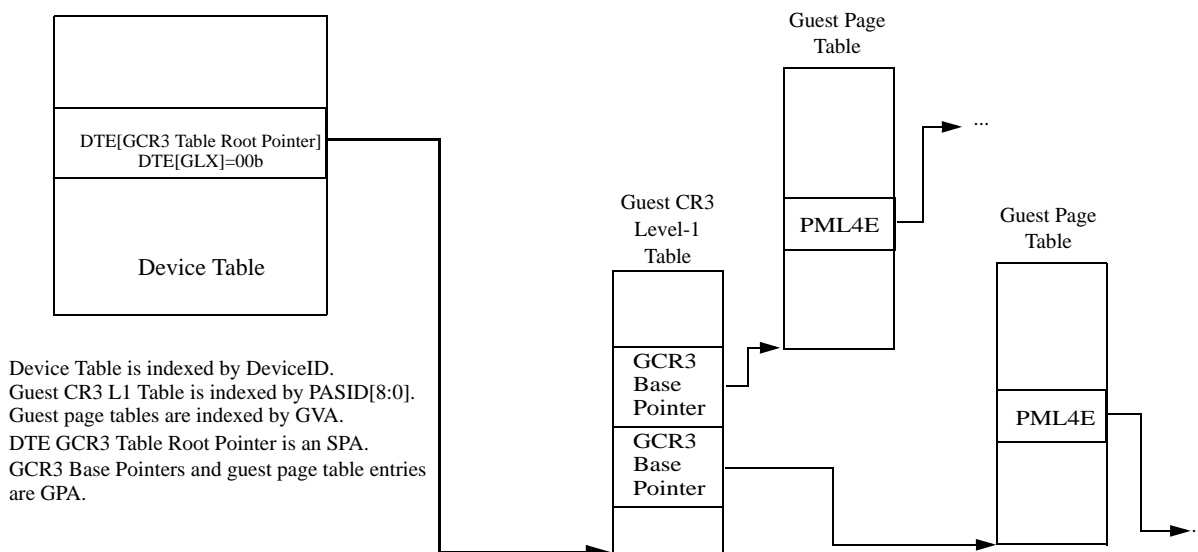 DTE[GCR3 Table Root Pointer]
DTE[GLX]=00b
Device Table
Device Table is indexed by DeviceID.
Guest CR3 L1 Table is indexed by PASID[8:0].
Guest page tables are indexed by GVA.
DTE GCR3 Table Root Pointer is an SPA.
GCR3 Base Pointers and guest page table entries
are GPA.
Guest CR3
Level-1
Table
GCR3
Base
Pointer
GCR3
Base
Pointer
Guest Page
Table
PML4E
...
Guest Page
Table
PML4E
..